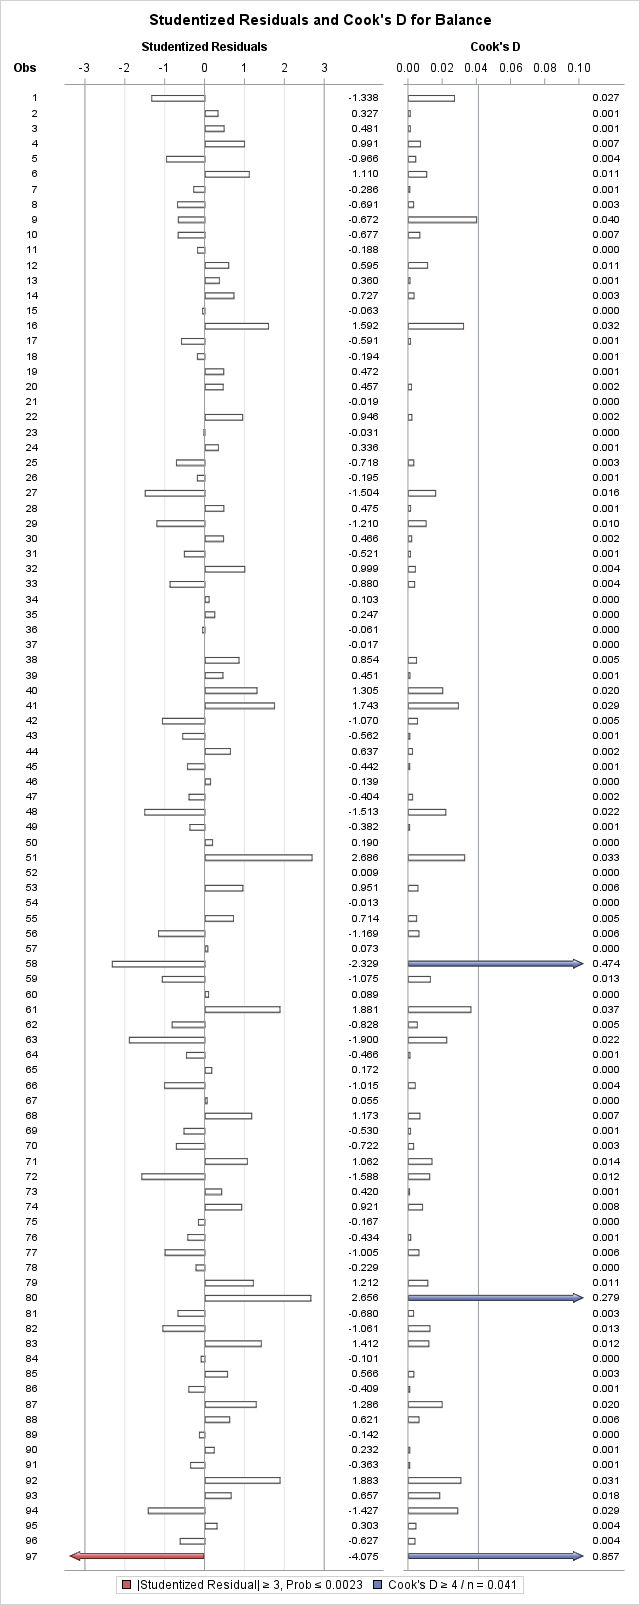 Studentized Residuals and Cook's D for Balance
Studentized Residuals Cook's D
Obs -3 -2 -1 0 1 2 3 0.00 0.02 0.04 0.06 0.08 0.10
1 -1.338 0.027
2 0.327 0.001
3 0.481 0.001
4 0.991 0.007
5 -0.966 0.004
6 1.110 0.011
7 -0.286 0.001
8 -0.691 0.003
9 -0.672 0.040
10 -0.677 0.007
11 -0.188 0.000
12 0.595 0.011
13 0.360 0.001
14 0.727 0.003
15 -0.063 0.000
16 1.592 0.032
17 -0.591 0.001
18 -0.194 0.000
19 0.472 0.001
20 0.457 0.002
21 -0.019 0.000
22 0.946 0.002
23 -0.031 0.000
24 0.336 0.001
25 -0.718 0.003
26 -0.195 0.001
27 -1.504 0.016
28 0.475 0.001
29 -1.210 0.010
30 0.466 0.002
31 -0.521 0.001
32 0.999 0.004
33 -0.880 0.004
34 0.103 0.000
35 0.247 0.000
36 -0.061 0.000
37 -0.017 0.000
38 0.854 0.005
39 0.451 0.001
40 1.305 0.020
41 1.743 0.029
42 -1.070 0.005
43 -0.562 0.001
44 0.637 0.002
45 -0.442 0.001
46 0.139 0.000
47 -0.404 0.002
48 -1.513 0.022
49 -0.382 0.001
50 0.190 0.000
51 2.686 0.033
52 0.009 0.000
53 0.951 0.006
54 -0.013 0.000
55 0.714 0.005
56 -1.169 0.006
57 0.073 0.000
58 -2.329 0.474
59 -1.075 0.013
60 0.089 0.000
61 1.881 0.037
62 -0.828 0.005
63 -1.900 0.022
64 -0.466 0.001
65 0.172 0.000
66 -1.015 0.004
67 0.055 0.000
68 1.173 0.007
69 -0.530 0.001
70 -0.722 0.003
71 1.062 0.014
72 -1.588 0.012
73 0.420 0.001
74 0.921 0.008
75 -0.167 0.000
76 -0.434 0.001
77 -1.005 0.006
78 -0.229 0.000
79 1.212 0.011
80 2.656 0.279
81 -0.680 0.003
82 -1.061 0.013
83 1.412 0.012
84 -0.101 0.000
85 0.566 0.003
86 -0.409 0.001
87 1.286 0.020
88 0.621 0.006
89 -0.142 0.000
90 0.232 0.001
91 -0.363 0.001
92 1.883 0.031
93 0.657 0.018
94 -1.427 0.029
95 0.303 0.004
96 -0.627 0.004
97 -4.075 0.857
|Studentized Residual| ≥ 3, Prob ≤ 0.0023 Cook's D ≥ 4 / n = 0.041